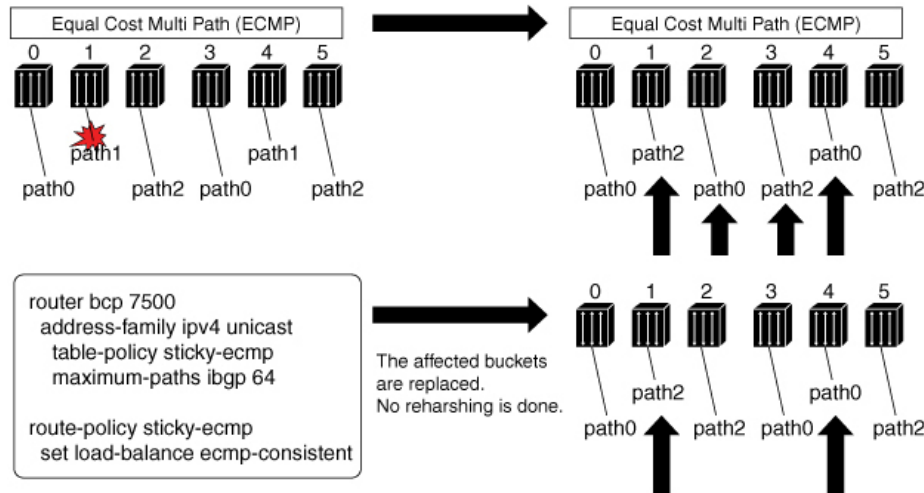 Equal Cost Multi Path (ECMP)
0 1 2 3 4 5
path1 path1
path0 path2 path0 path2
Equal Cost Multi Path (ECMP)
0 1 2 3 4 5
path2 path0
path0 path0 path2 path2
router bcp 7500
address-family ipv4 unicast
table-policy sticky-ecmp
maximum-paths ibgp 64
route-policy sticky-ecmp
set load-balance ecmp-consistent
The affected buckets
are replaced.
No reharshing is done.
0 1 2 3 4 5
path2 path0
path0 path2 path0 path2